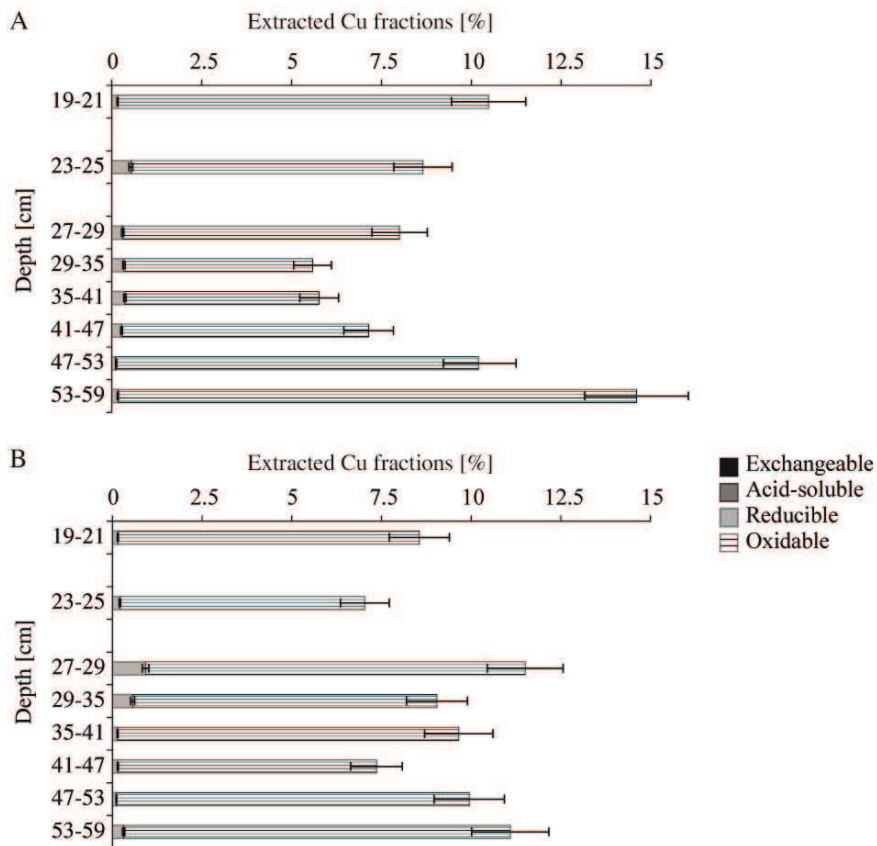 A
Extracted Cu fractions [%]
0 2.5 5 7.5 10 12.5 15
Depth [cm]
19-21
23-25
27-29
29-35
35-41
41-47
47-53
53-59
B
Extracted Cu fractions [%]
0 2.5 5 7.5 10 12.5 15
Depth [cm]
19-21
23-25
27-29
29-35
35-41
41-47
47-53
53-59
Exchangeable
Acid-soluble
Reducible
Oxidable